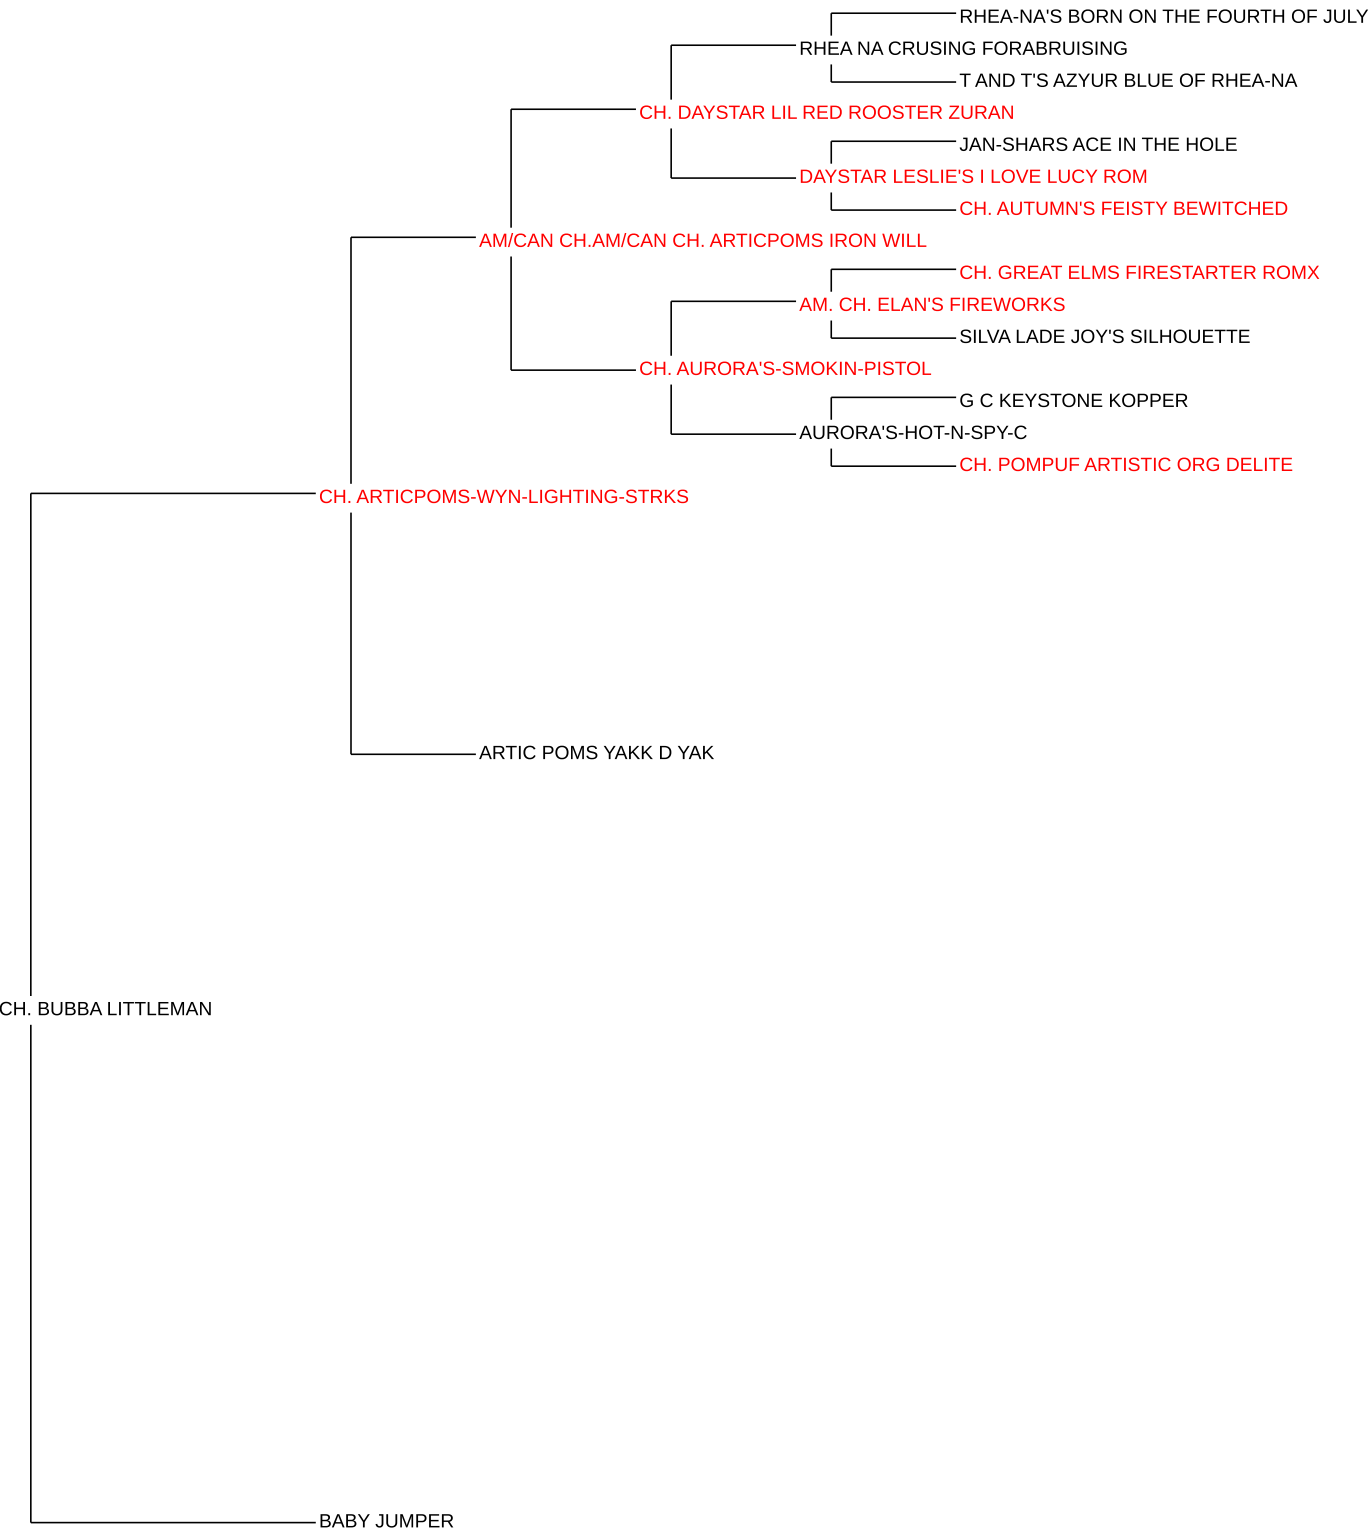 RHEA-NA'S BORN ON THE FOURTH OF JULY
RHEA NA CRUSING FORABRUISING
T AND T'S AZYUR BLUE OF RHEA-NA
CH. DAYSTAR LIL RED ROOSTER ZURAN
JAN-SHARS ACE IN THE HOLE
DAYSTAR LESLIE'S I LOVE LUCY ROM
CH. AUTUMN'S FEISTY BEWITCHED
AM/CAN CH.AM/CAN CH. ARTICPOMS IRON WILL
CH. GREAT ELMS FIRESTARTER ROMX
AM. CH. ELAN'S FIREWORKS
SILVA LADE JOY'S SILHOUETTE
CH. AURORA'S-SMOKIN-PISTOL
G C KEYSTONE KOPPER
AURORA'S-HOT-N-SPY-C
CH. POMPUF ARTISTIC ORG DELITE
CH. ARTICPOMS-WYN-LIGHTING-STRKS
ARTIC POMS YAKK D YAK
CH. BUBBA LITTLEMAN
BABY JUMPER